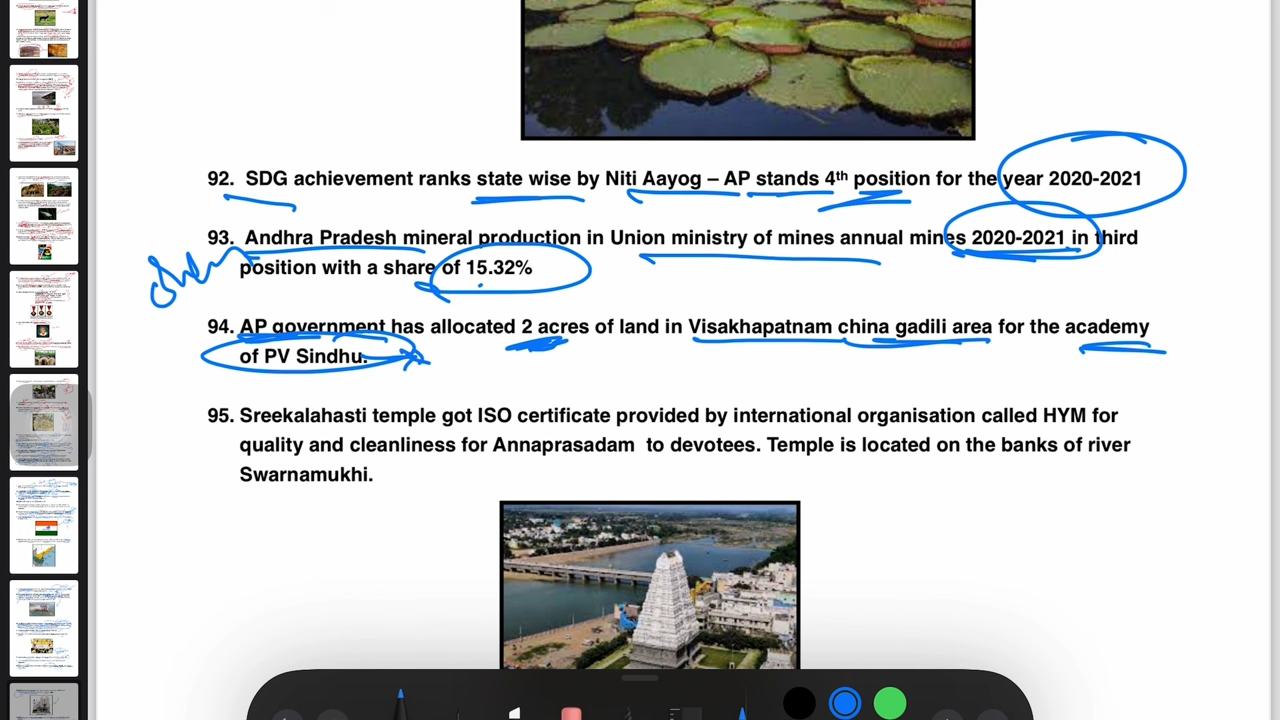 92. SDG achievement ranks state wise by Niti Aayog – AP stands 4th position for the year 2020-2021
93. Andhra Pradesh mineral production in Union ministry of mines annual mines 2020-2021 in third
position with a share of 15.32%
94. AP government has allocated 2 acres of land in Visakhapatnam china gadili area for the academy
of PV Sindhu.
95. Sreekalahasti temple got ISO certificate provided by international organisation called HYM for
quality and cleanliness for Annaprasadam to devotees. Temple is located on the banks of river
Swarnamukhi.